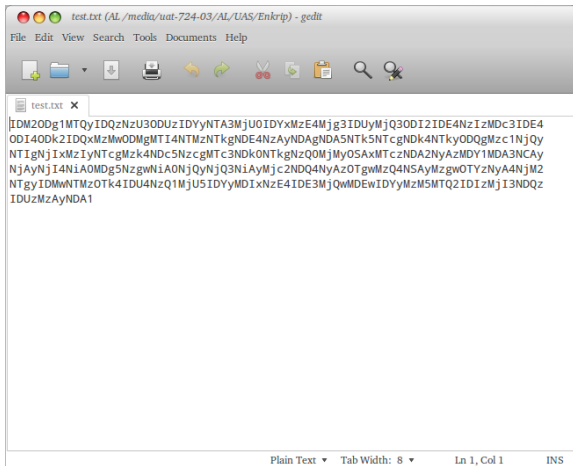 test.txt (AL /media/uat-724-03/AL/UAS/Enkrip) - gedit
File Edit View Search Tools Documents Help
test.txt
IDM2ODg1MTQyIDQzNzU3ODUzIDYyNTA3MjU0IDYxMzE4Mjg3IDUyMjQ3ODI2IDE4NzIzMDc3IDE4
ODI4ODk2IDQxMzMwODMgMTI4NTMzNTkgNDE4NzAyNDAgNDA5NTk5NTcgNDk4NTkyODQgMzc1NjQy
NTIgNjIxMzIyNTcgMzk4NDc5NzcgMTc3NDk0NTkgNzQ0MjMyOSAxMTczNDA2NyAzMDY1MDA3NCAy
NjAyNjI4NiA0MDg5NzgwNiA0NjQyNjQ3NiAyMjc2NDQ4NyAzOTgwMzQ4NSAyMzgwOTYzNyA4NjM2
NTgyIDMwNTMzOTk4IDU4NzQ1MjU5IDYyMDIxNzE4IDE3MjQwMDEwIDYyMzM5MTQ2IDIzMjI3NDQz
IDUzMzAyNDA1
Plain Text Tab Width: 8 Ln 1, Col 1 INS